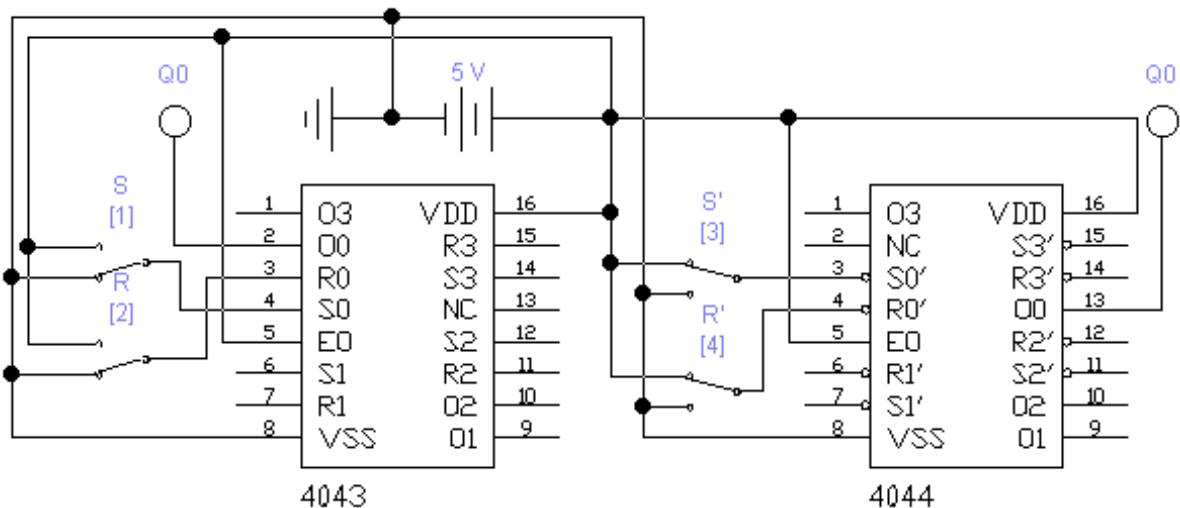 Q0
5 V
Q0
S
[1]
R
[2]
1 O3 VDD 16
2 O0 R3 15
3 R0 S3 14
4 S0 NC 13
5 EO S2 12
6 S1 R2 11
7 R1 O2 10
8 VSS O1 9
4043
S'
[3]
R'
[4]
1 O3 VDD 16
2 NC S3' 15
3 S0' R3' 14
4 R0' O0 13
5 EO R2' 12
6 R1' S2' 11
7 S1' O2 10
8 VSS O1 9
4044